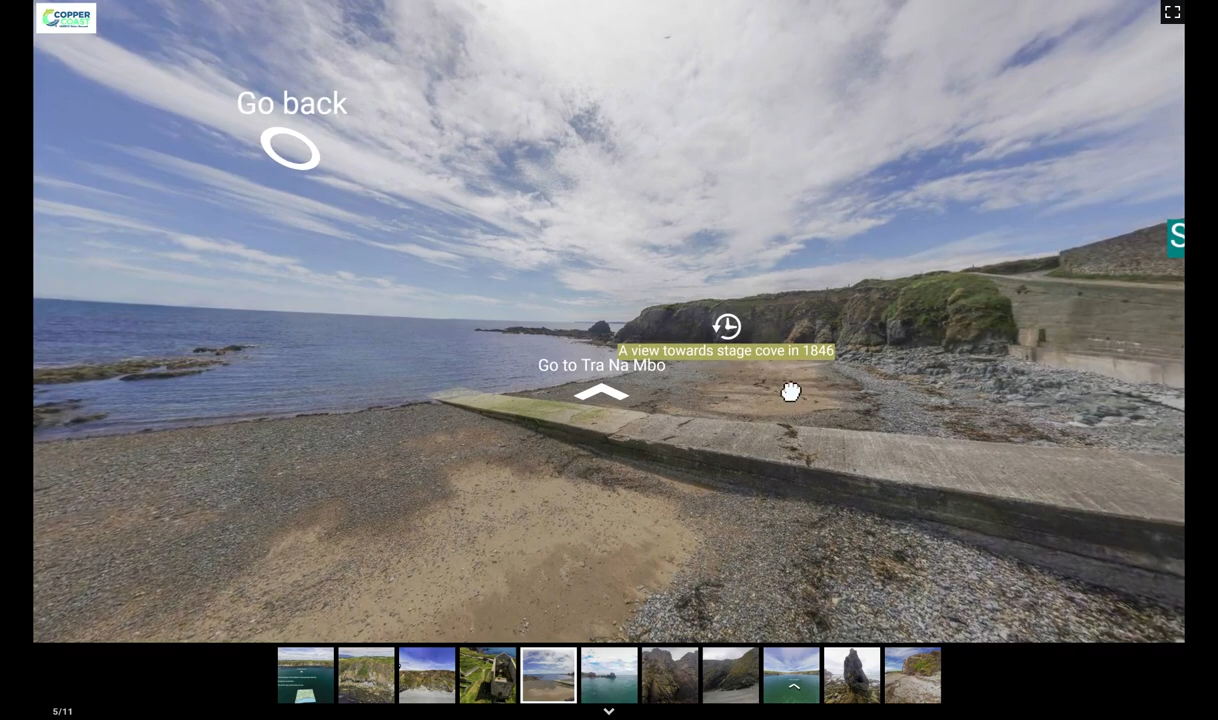 COPPER
COAST
Go back
S
A view towards stage cove in 1846
Go to Tra Na Mbo
5/11